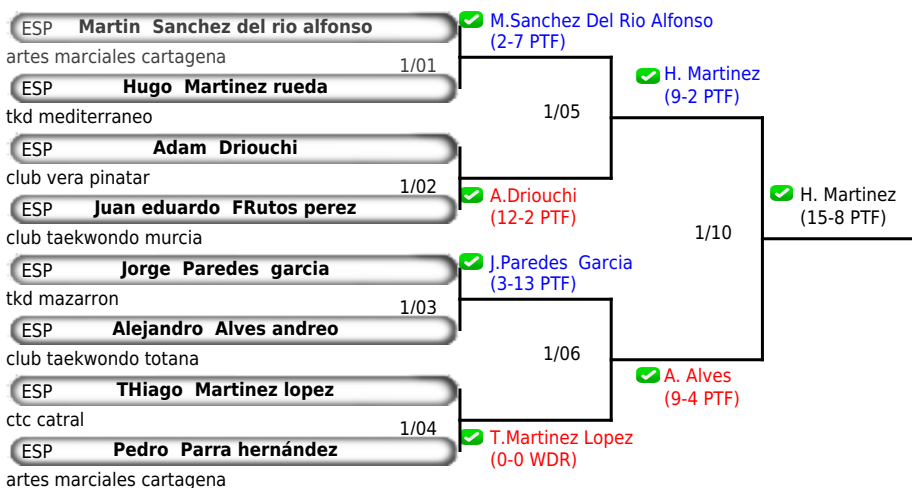 ESP Martin Sanchez del rio alfonso
artes marciales cartagena
1/01
ESP Hugo Martinez rueda
tkd mediterraneo
ESP Adam Driouchi
club vera pinatar
1/02
ESP Juan eduardo FRutos perez
club taekwondo murcia
ESP Jorge Paredes garcia
tkd mazarron
1/03
ESP Alejandro Alves andreo
club taekwondo totana
ESP THiago Martinez lopez
ctc catral
1/04
ESP Pedro Parra hernández
artes marciales cartagena
M.Sanchez Del Rio Alfonso
(2-7 PTF)
1/05
A.Driouchi
(12-2 PTF)
J.Paredes Garcia
(3-13 PTF)
1/06
T.Martinez Lopez
(0-0 WDR)
H. Martinez
(9-2 PTF)
1/10
A. Alves
(9-4 PTF)
H. Martinez
(15-8 PTF)